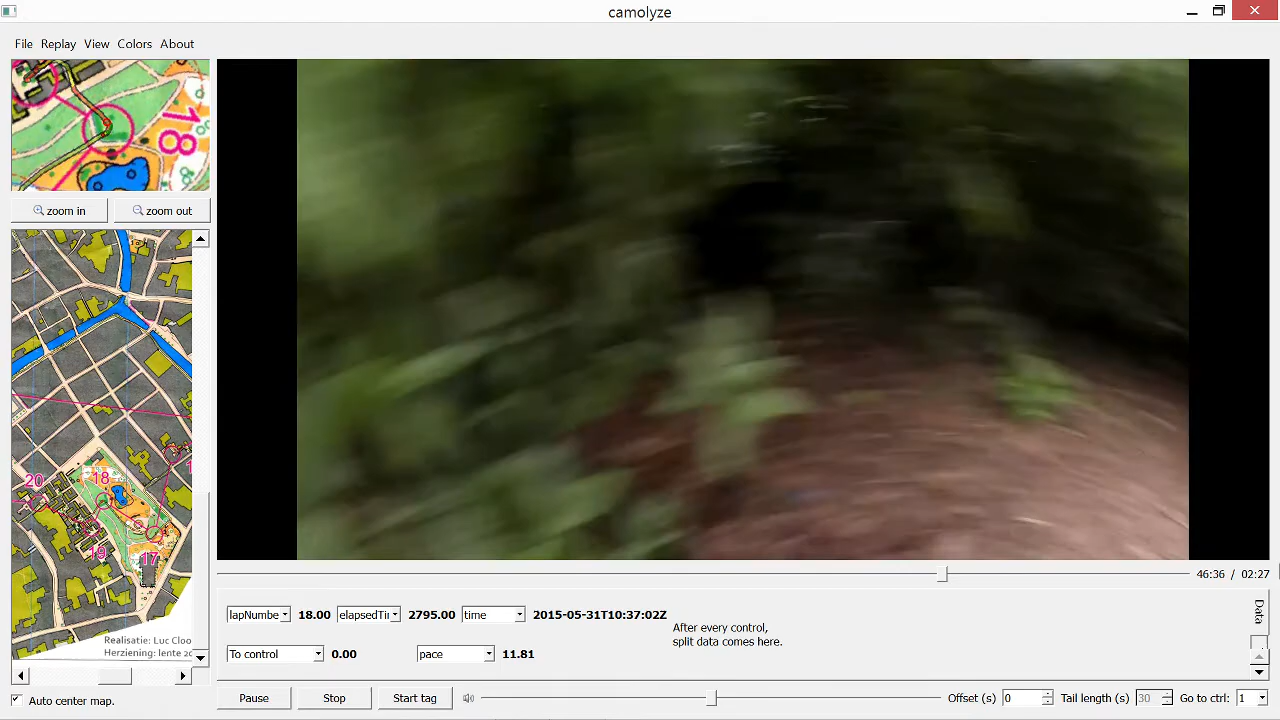 camolyze
File Replay View Colors About
18
zoom in zoom out
20
18
19
17
Realisatie: Luc Cloo
Herziening: lente 20
Auto center map.
46:36 / 02:27
lapNumbe 18.00 elapsedTi 2795.00 time 2015-05-31T10:37:02Z
To control 0.00 pace 11.81
After every control,
split data comes here.
Data
Pause Stop Start tag Offset (s) 0 Tail length (s) 30 Go to ctrl: 1